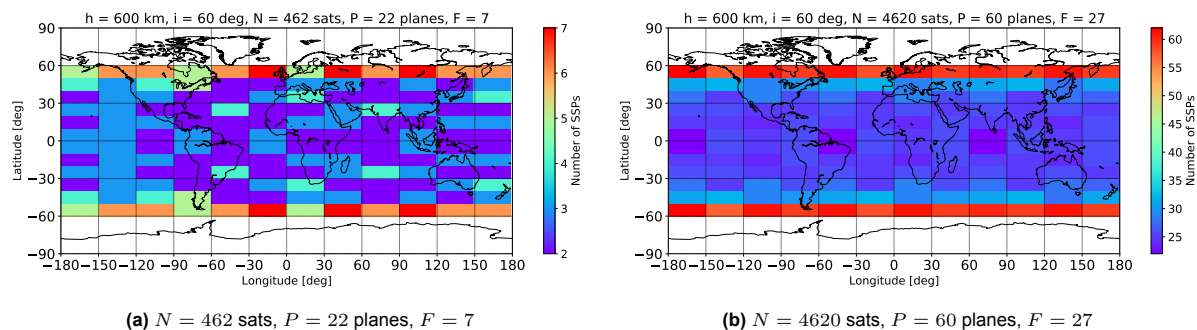 h = 600 km, i = 60 deg, N = 462 sats, P = 22 planes, F = 7
90
60
30
0
−30
−60
−90
Latitude [deg]
−180−150−120 −90 −60 −30 0 30 60 90 120 150 180
Longitude [deg]
7
6
5
4
3
2
Number of SSPs
(a) N = 462 sats, P = 22 planes, F = 7
h = 600 km, i = 60 deg, N = 4620 sats, P = 60 planes, F = 27
90
60
30
0
−30
−60
−90
Latitude [deg]
−180−150−120 −90 −60 −30 0 30 60 90 120 150 180
Longitude [deg]
60
55
50
45
40
35
30
25
Number of SSPs
(b) N = 4620 sats, P = 60 planes, F = 27